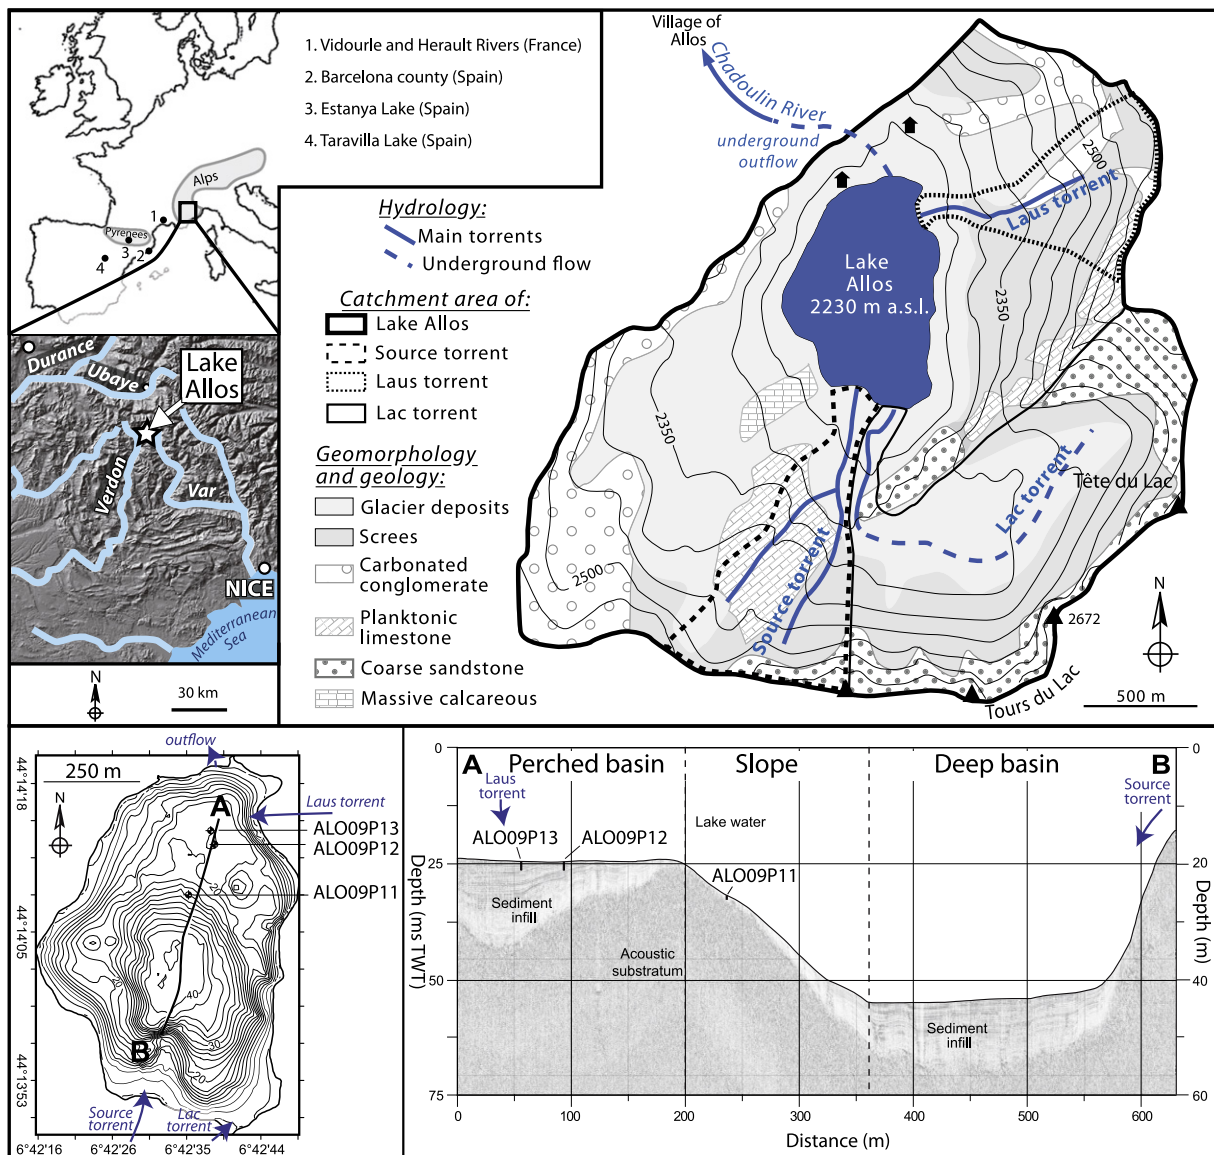 1. Vidourle and Herault Rivers (France)
2. Barcelona county (Spain)
3. Estanya Lake (Spain)
4. Taravilla Lake (Spain)
Alps
Pyrenees
1
2
3
4
Durance
Ubaye
Lake
Allos
Verdon
Var
NICE
Mediterranean
Sea
N
30 km
Hydrology:
Main torrents
Underground flow
Catchment area of:
Lake Allos
Source torrent
Laus torrent
Lac torrent
Geomorphology
and geology:
Glacier deposits
Screes
Carbonated
conglomerate
Planktonic
limestone
Coarse sandstone
Massive calcareous
Village of
Allos
Chadoulin River
underground
outflow
2500
Laus torrent
Lake
Allos
2230 m a.s.l.
2350
2350
2500
Source torrent
Lac torrent
Tête du Lac
2672
Tours du Lac
N
500 m
outflow
250 m
N
A
Laus torrent
ALO09P13
ALO09P12
ALO09P11
20
20
40
30
20
B
Source
torrent
Lac
torrent
44°14'18
44°14'05
44°13'53
6°42'16
6°42'26
6°42'35
6°42'44
A
Perched basin
Slope
Deep basin
B
Laus
torrent
Source
torrent
ALO09P13
ALO09P12
Lake water
ALO09P11
Sediment
infill
Acoustic
substratum
Sediment
infill
Depth (ms TWT)
0
25
50
75
Depth (m)
0
20
40
60
0
100
200
300
400
500
600
Distance (m)